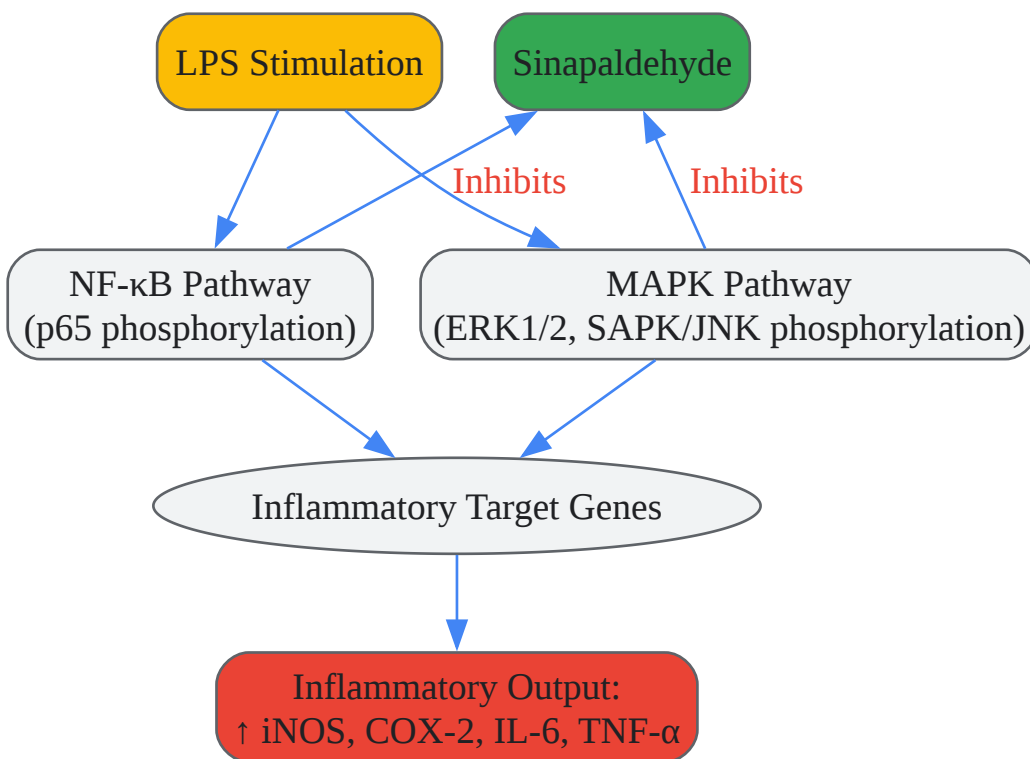 LPS Stimulation
Sinapaldehyde
Inhibits
Inhibits
NF-κB Pathway
(p65 phosphorylation)
MAPK Pathway
(ERK1/2, SAPK/JNK phosphorylation)
Inflammatory Target Genes
Inflammatory Output:
↑ iNOS, COX-2, IL-6, TNF-α